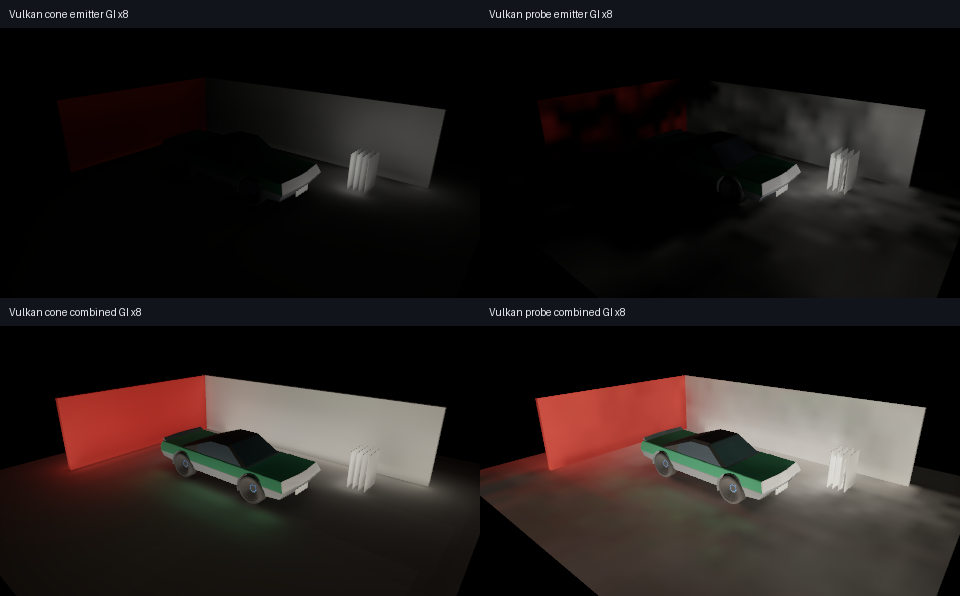 Vulkan cone emitter GI x8
Vulkan probe emitter GI x8
Vulkan cone combined GI x8
Vulkan probe combined GI x8